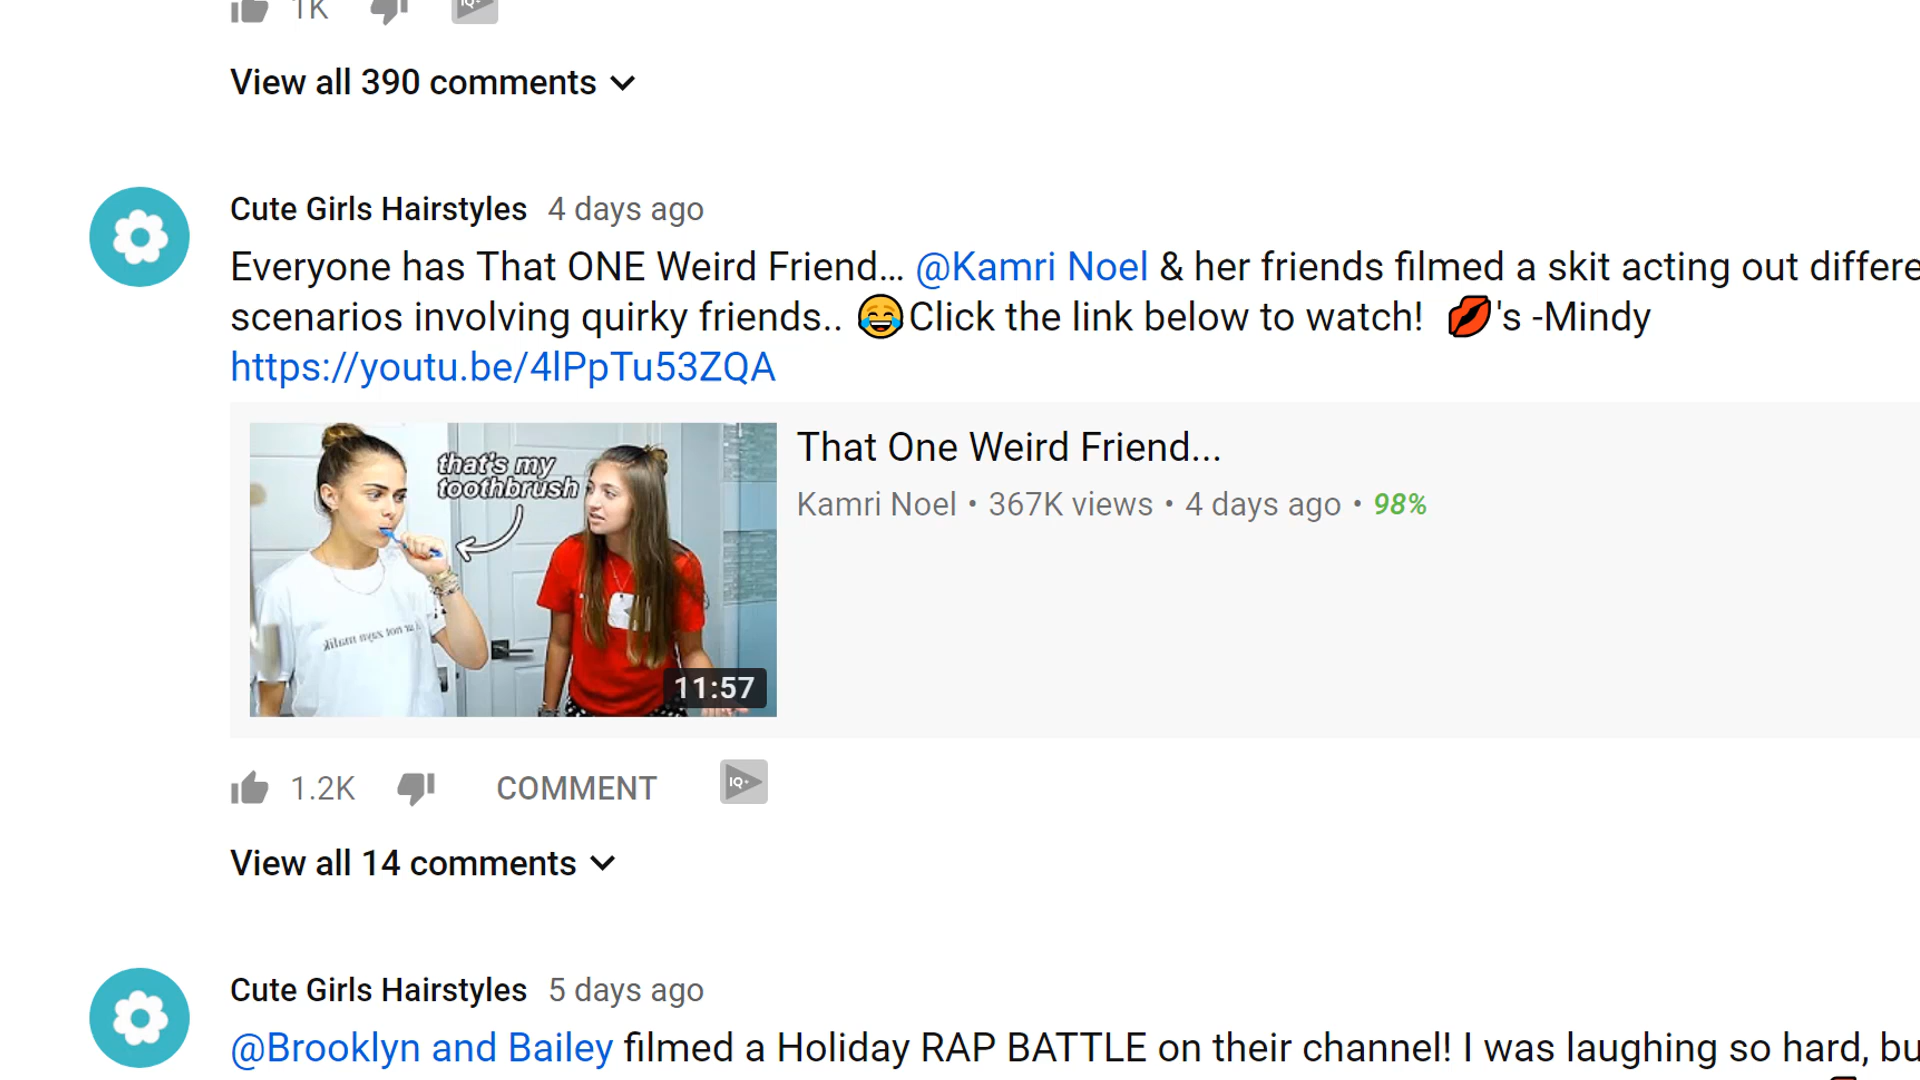 1K
View all 390 comments
Cute Girls Hairstyles 4 days ago
Everyone has That ONE Weird Friend... @Kamri Noel & her friends filmed a skit acting out differe
scenarios involving quirky friends.. 😂Click the link below to watch! 💋's -Mindy
https://youtu.be/4lPpTu53ZQA
that's my
toothbrush
11:57
That One Weird Friend...
Kamri Noel • 367K views • 4 days ago • 98%
1.2K COMMENT IQ+
View all 14 comments
Cute Girls Hairstyles 5 days ago
@Brooklyn and Bailey filmed a Holiday RAP BATTLE on their channel! I was laughing so hard, bu